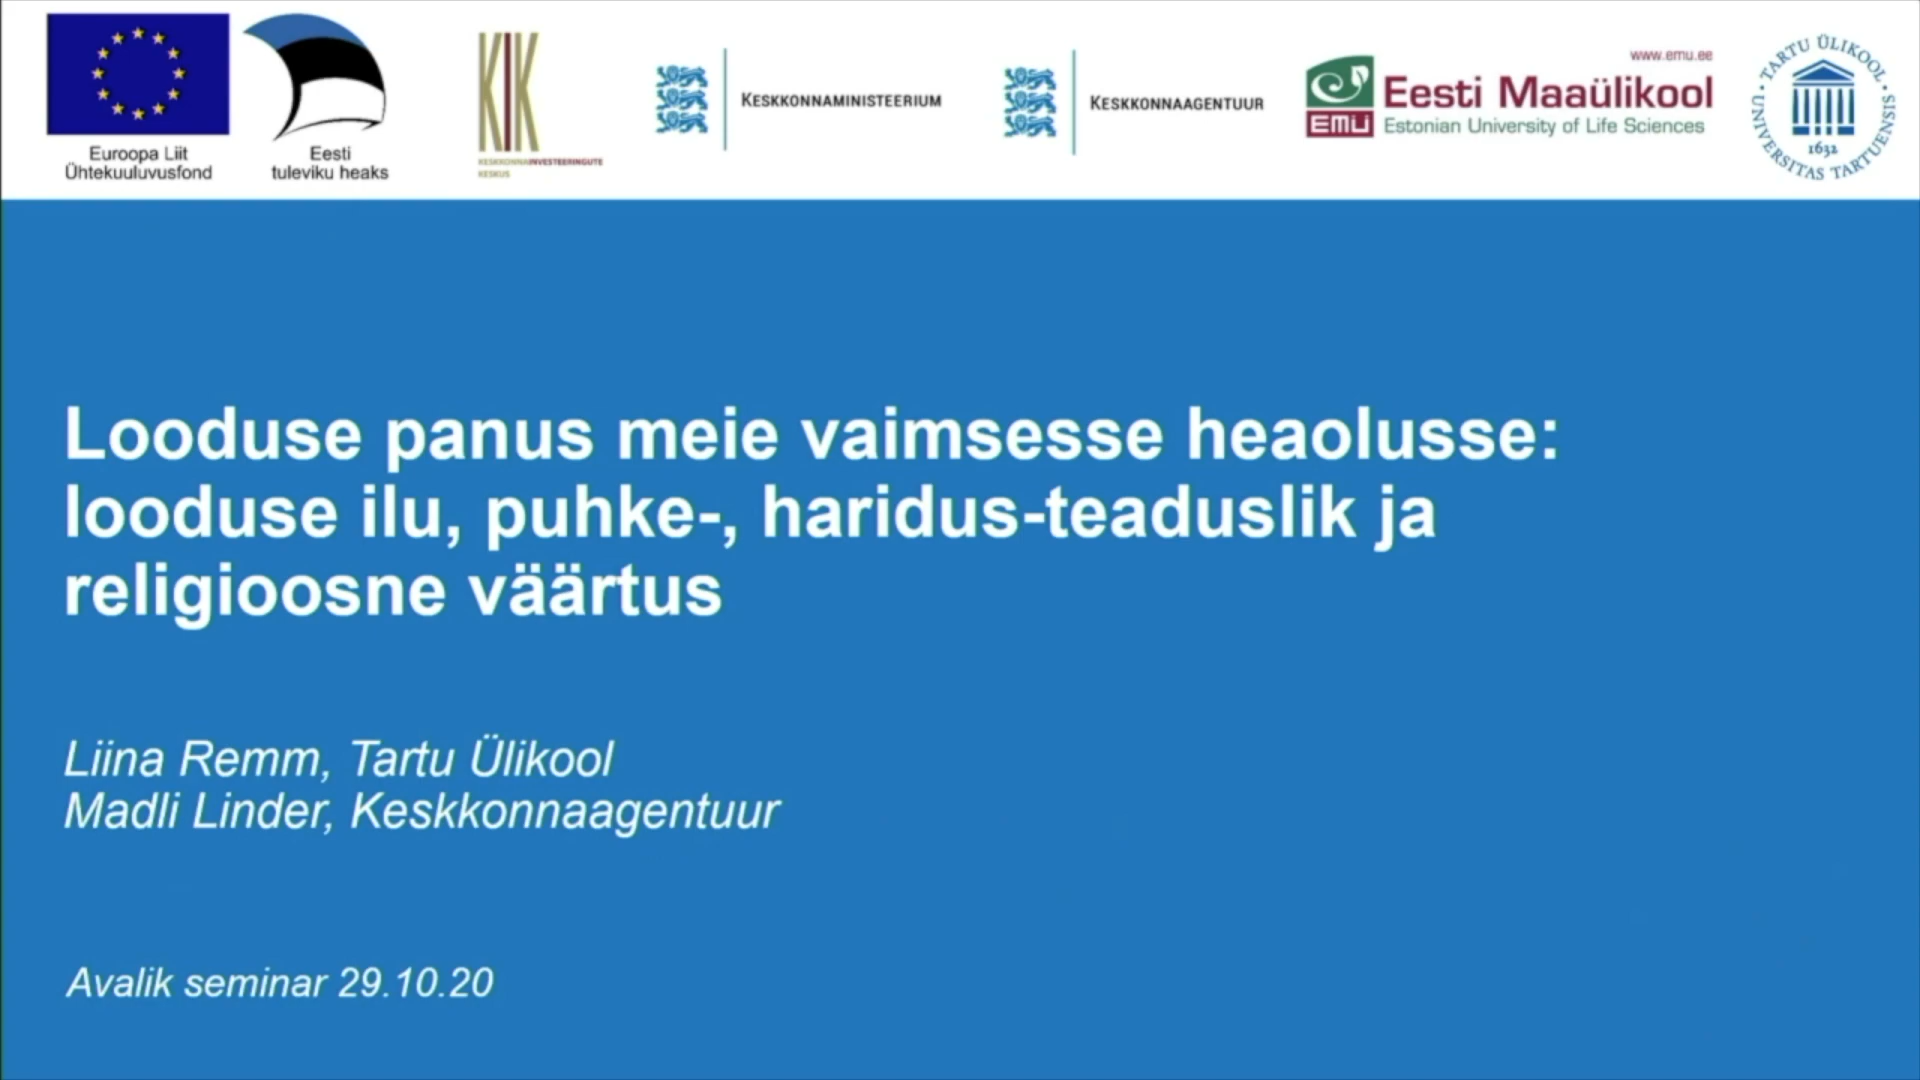 Euroopa Liit
Ühtekuuluvusfond
Eesti
tuleviku heaks
KIK
KESKKONNAINVESTEERINGUTE
KESKUS
KESKKONNAMINISTEERIUM
KESKKONNAAGENTUUR
www.emu.ee
EMÜ
Eesti Maaülikool
Estonian University of Life Sciences
TARTU ÜLIKOOL
UNIVERSITAS TARTUENSIS
1632
Looduse panus meie vaimsesse heaolusse:
looduse ilu, puhke-, haridus-teaduslik ja
religioosne väärtus
Liina Remm, Tartu Ülikool
Madli Linder, Keskkonnaagentuur
Avalik seminar 29.10.20